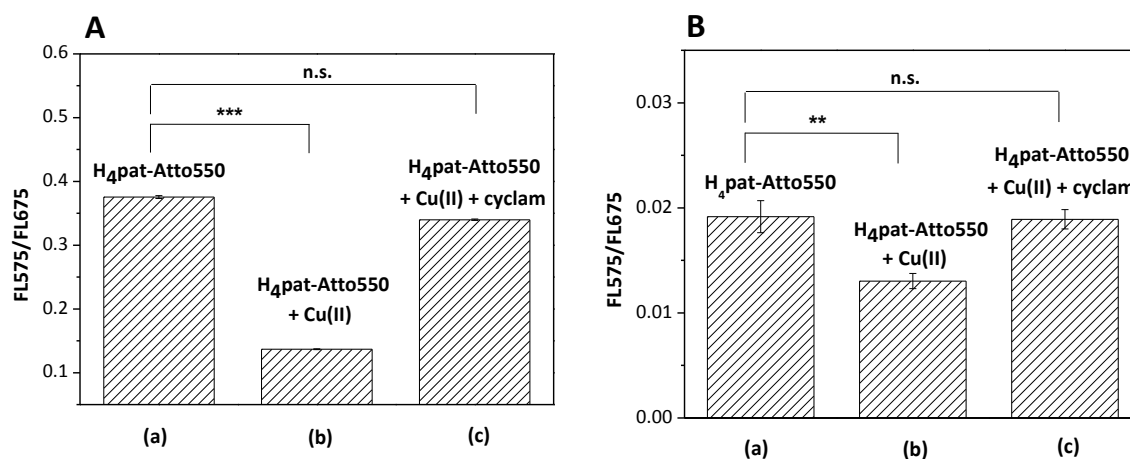 A
FL575/FL675
0.6
0.5
0.4
0.3
0.2
0.1
n.s.
***
H4pat-Atto550
H4pat-Atto550
+ Cu(II)
H4pat-Atto550
+ Cu(II) + cyclam
(a)
(b)
(c)
B
FL575/FL675
0.03
0.02
0.01
0.00
n.s.
**
H4pat-Atto550
H4pat-Atto550
+ Cu(II)
H4pat-Atto550
+ Cu(II) + cyclam
(a)
(b)
(c)